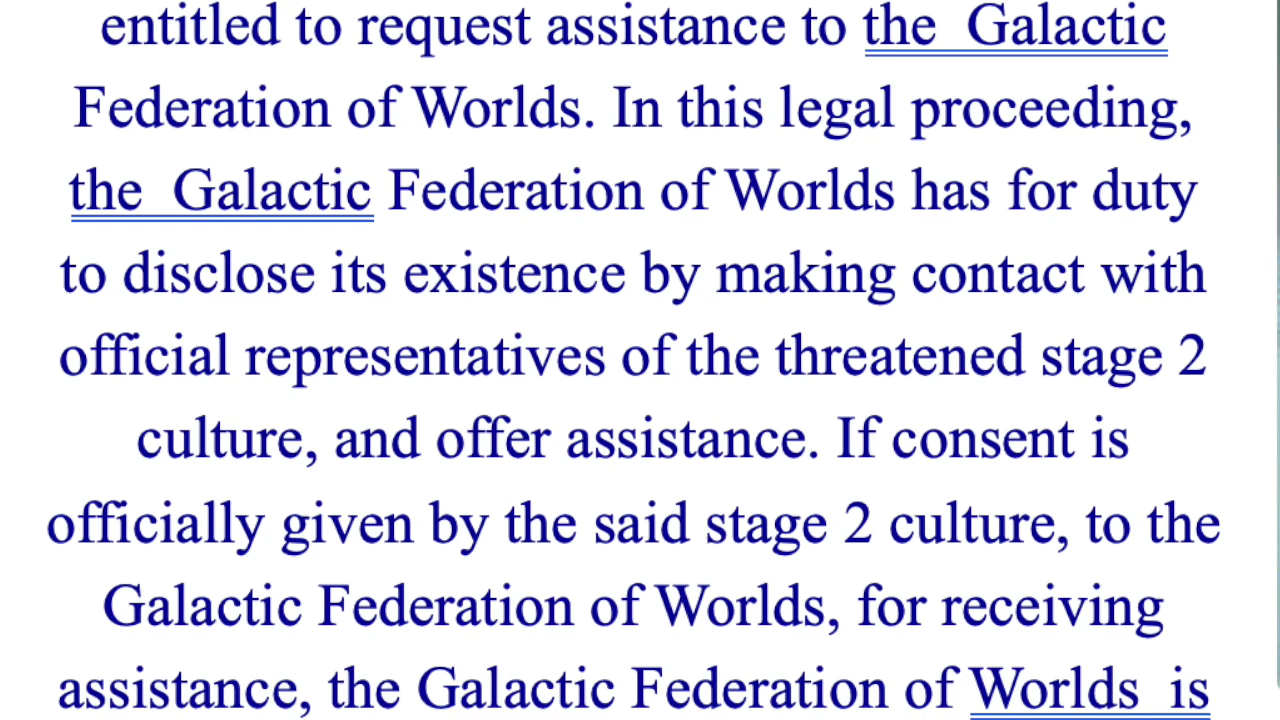 entitled to request assistance to the  Galactic
Federation of Worlds. In this legal proceeding,
the  Galactic Federation of Worlds has for duty
to disclose its existence by making contact with
official representatives of the threatened stage 2
culture, and offer assistance. If consent is
officially given by the said stage 2 culture, to the
Galactic Federation of Worlds, for receiving
assistance, the Galactic Federation of Worlds  is